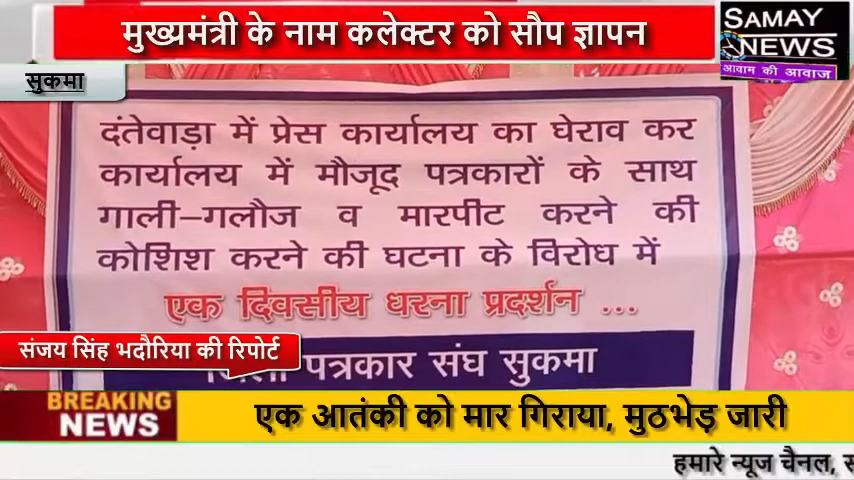 मुख्यमंत्री के नाम कलेक्टर को सौप ज्ञापन
SAMAY
NEWS
आवाम की आवाज
सुकमा
दंतेवाड़ा में प्रेस कार्यालय का घेराव कर
कार्यालय में मौजूद पत्रकारों के साथ
गाली–गलौज व मारपीट करने की
कोशिश करने की घटना के विरोध में
एक दिवसीय धरना प्रदर्शन ...
संजय सिंह भदौरिया की रिपोर्ट
पत्रकार संघ सुकमा
BREAKING
NEWS
एक आतंकी को मार गिराया, मुठभेड़ जारी
हमारे न्यूज चैनल,